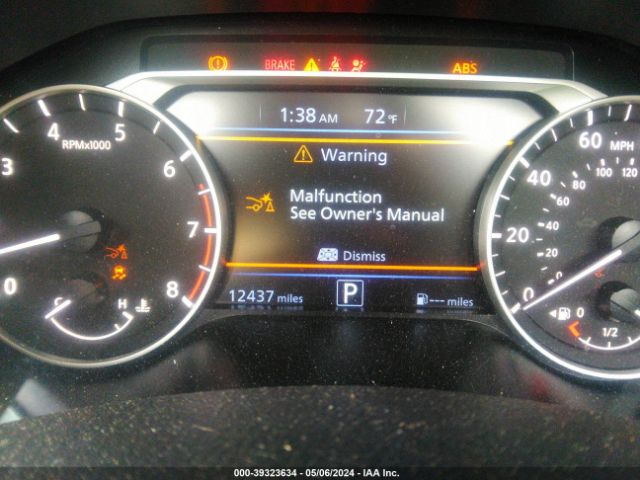 BRAKE ABS
1:38 AM 72 °F
Warning
Malfunction
See Owner's Manual
Dismiss
12437 miles P --- miles
3 4 5 6 7 8 0
RPMx1000
C H
60 MPH
40 20 0
120 100 80 60 40 20 0
0 1/2
000-39323634 - 05/06/2024 - IAA Inc.